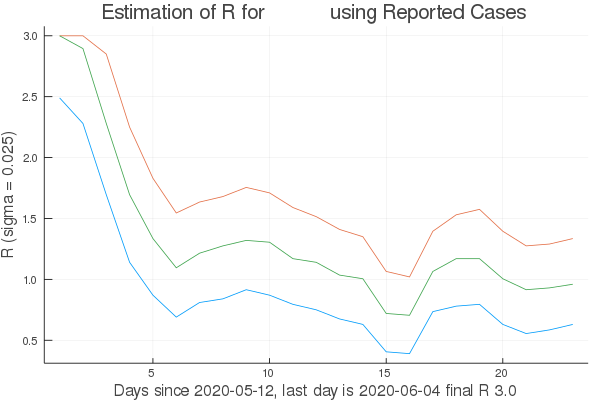 Estimation of R for using Reported Cases
3.0
2.5
2.0
1.5
1.0
0.5
R (sigma = 0.025)
5 10 15 20
Days since 2020-05-12, last day is 2020-06-04 final R 3.0